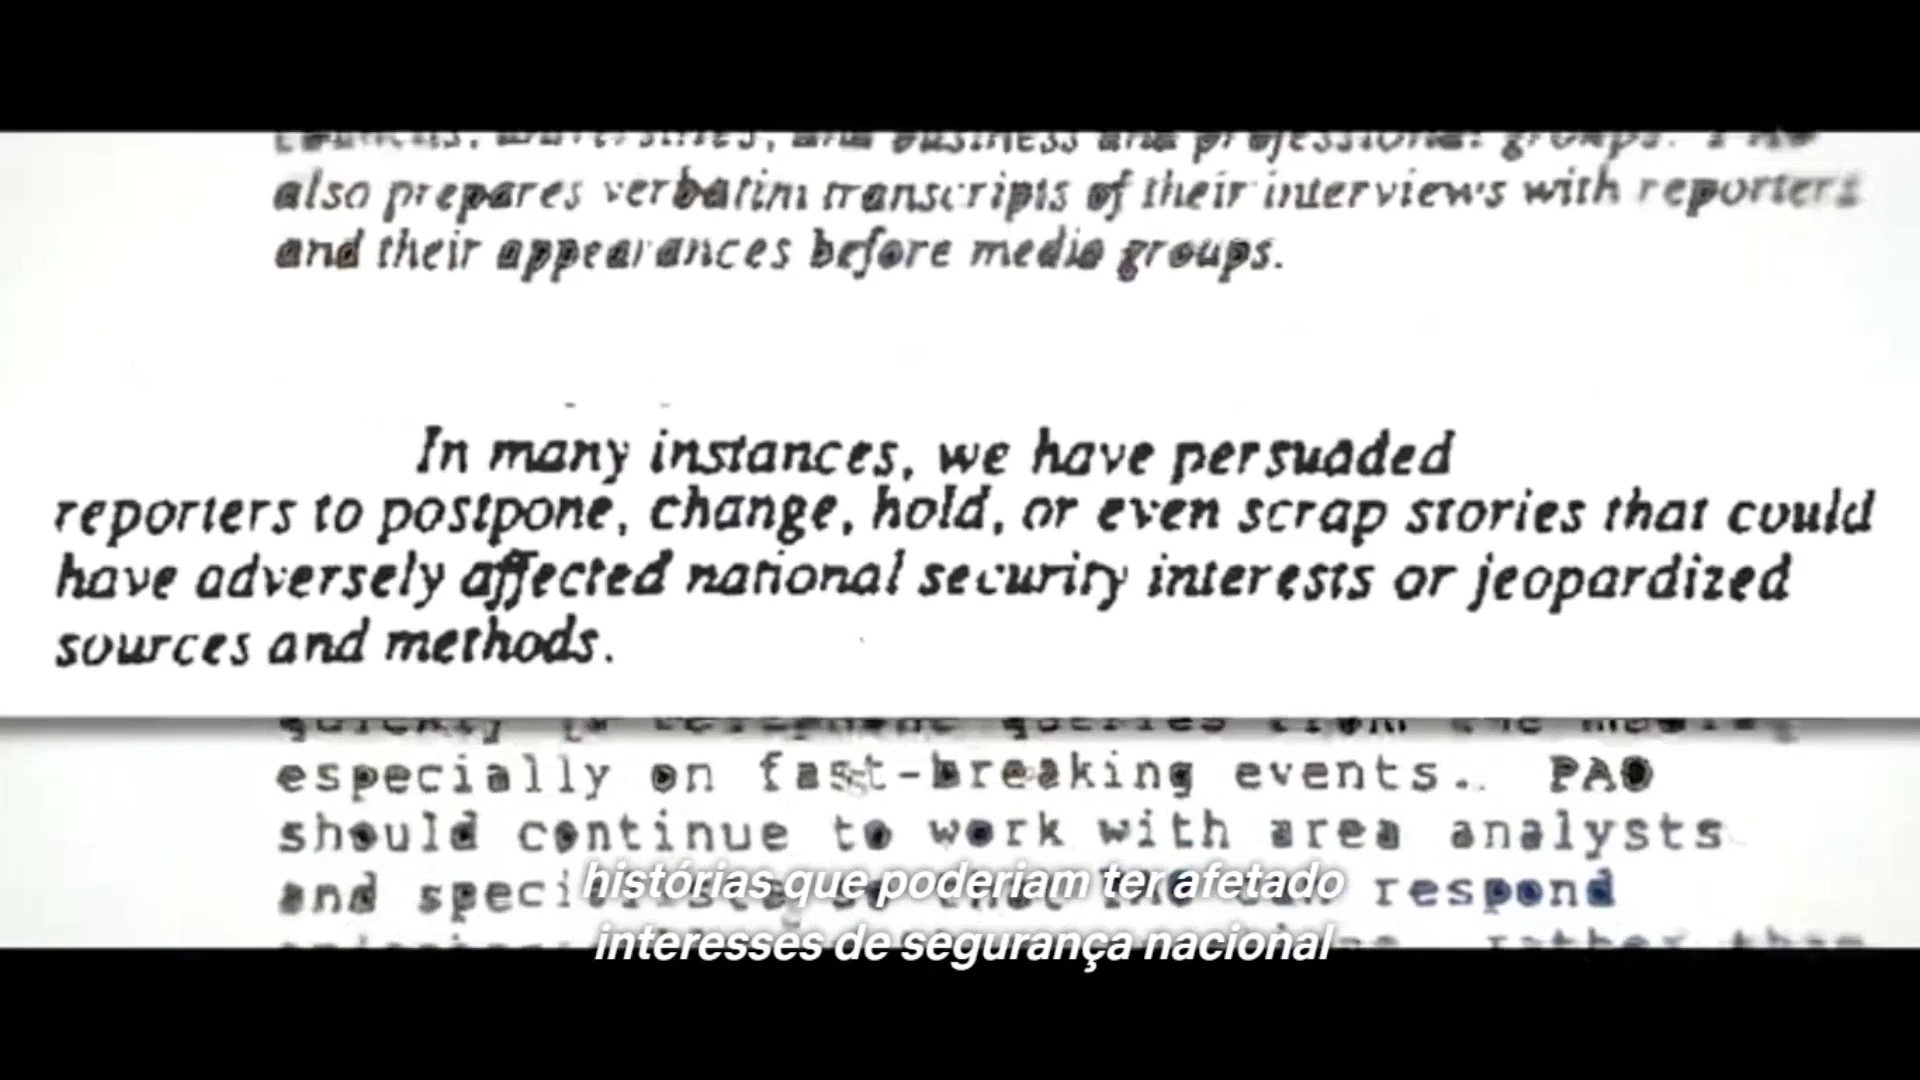 also prepares verbatim transcripts of their interviews with reporters
and their appearances before media groups.
In many instances, we have persuaded
reporters to postpone, change, hold, or even scrap stories that could
have adversely affected national security interests or jeopardized
sources and methods.
especially on fast-breaking events. PAO
should continue to work with area analysts
and respond
histórias que poderiam ter afetado
interesses de segurança nacional